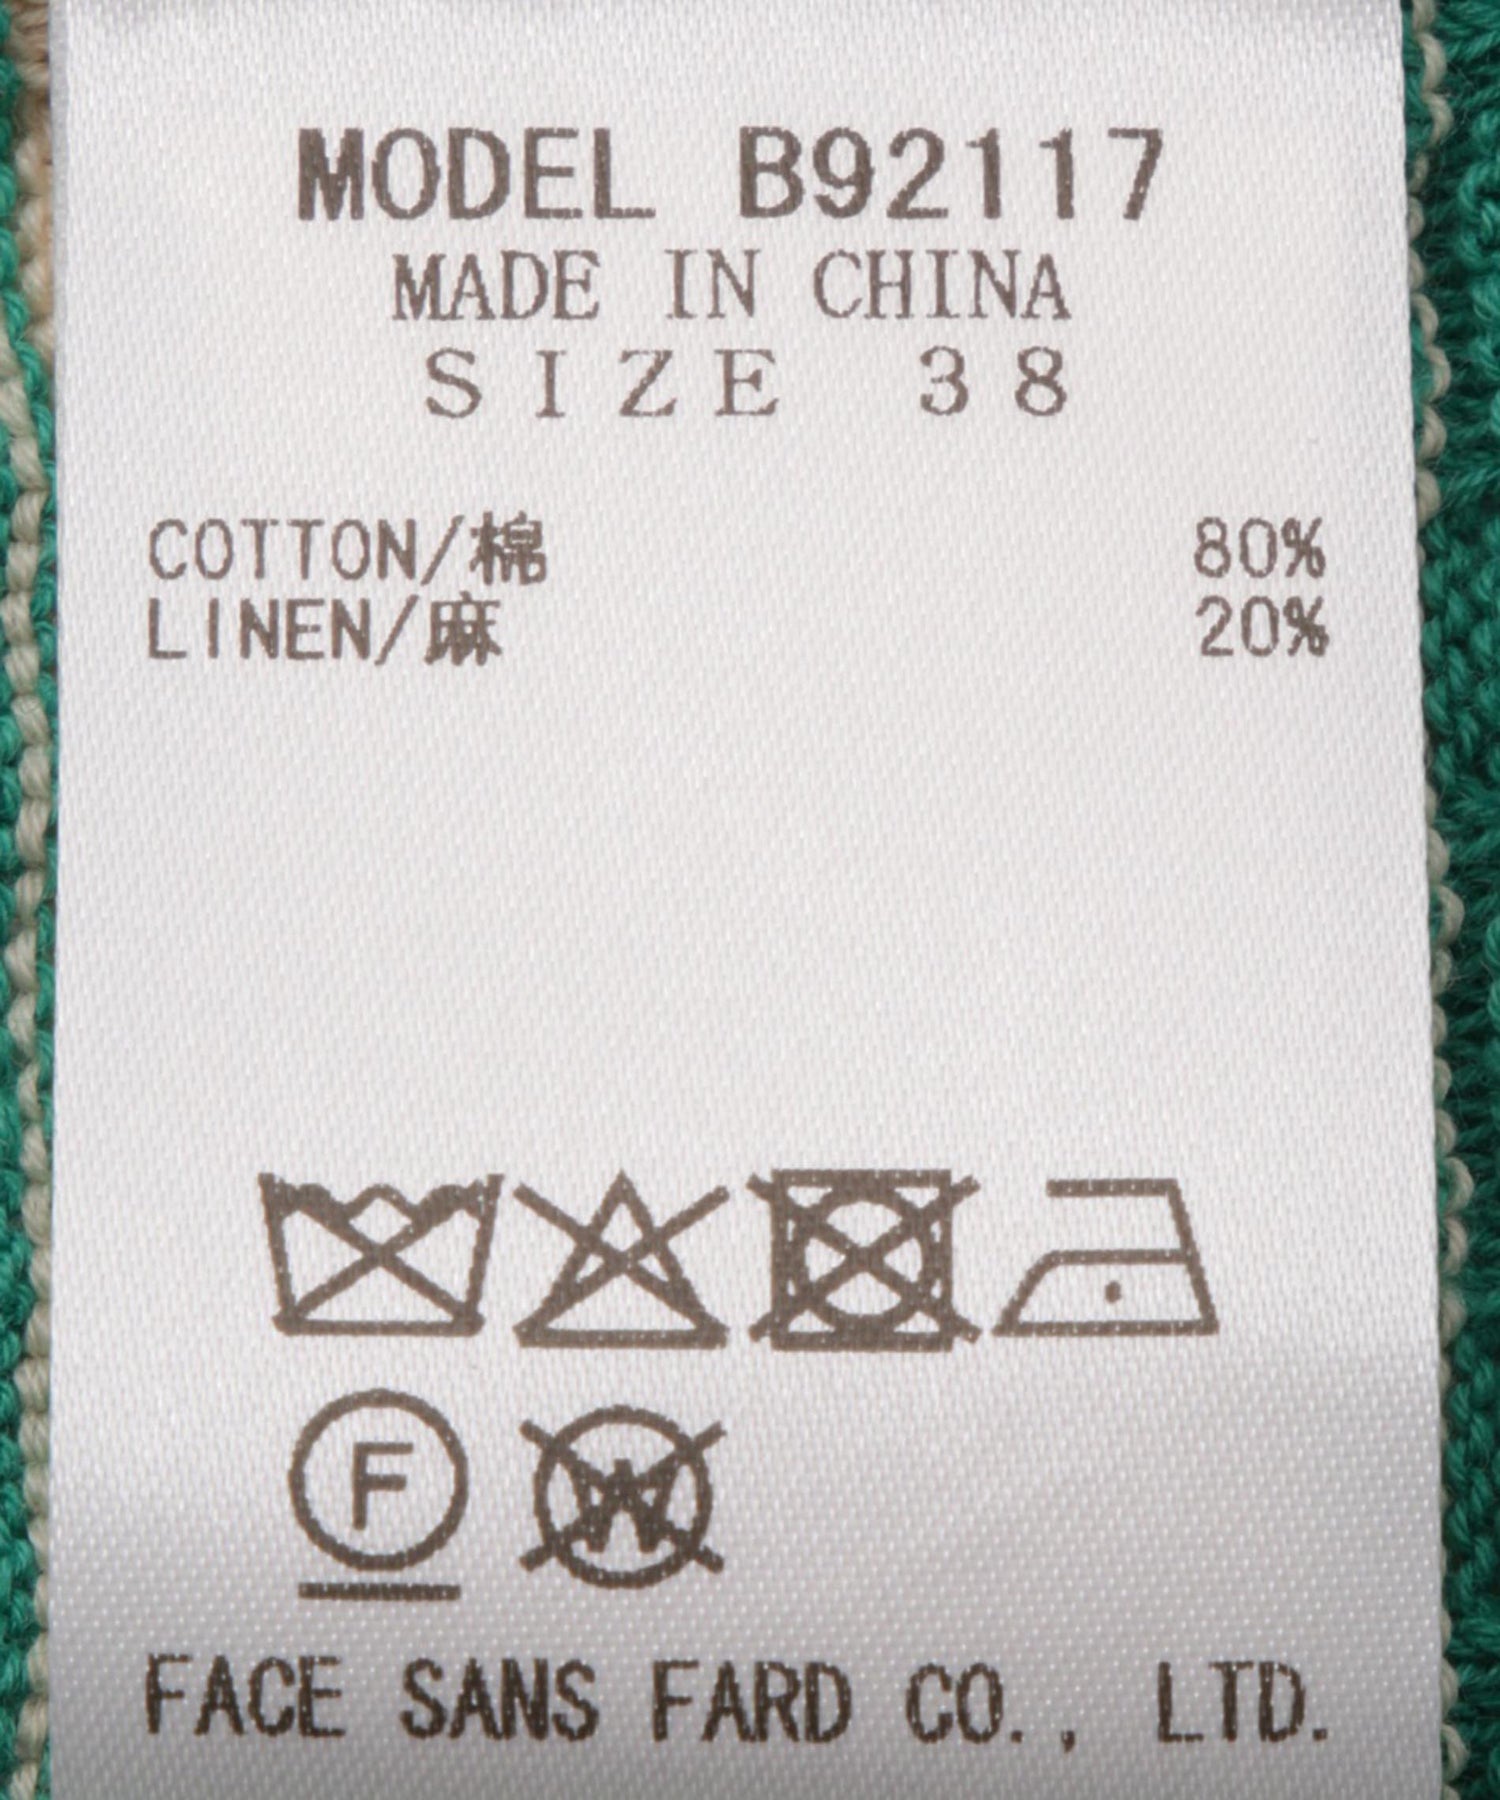 MODEL B92117
MADE IN CHINA
SIZE 38
COTTON/棉 80%
LINEN/麻 20%
F
W
FACE SANS FARD CO., LTD.